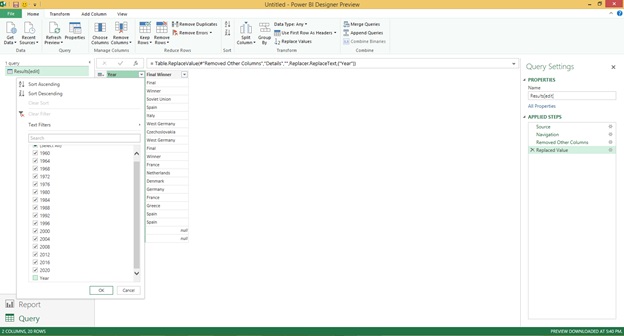 Untitled - Power BI Designer Preview
File
Home
Transform
Add Column
View
Get Data
Recent Sources
Refresh Preview
Properties
Choose Columns
Remove Columns
Keep Rows
Remove Rows
Remove Duplicates
Remove Errors
Split Column
Group By
Data Type: Any
Use First Row As Headers
Replace Values
Merge Queries
Append Queries
Combine Binaries
Data
Query
Manage Columns
Reduce Rows
Sort
Transform
Combine
1 query
Results[edit]
= Table.ReplaceValue(#"Removed Other Columns","Details","",Replacer.ReplaceText,{"Year"})
Year
Final Winner
Sort Ascending
Sort Descending
Clear Sort
Clear Filter
Text Filters
Search
(Select All)
1960
1964
1968
1972
1976
1980
1984
1988
1992
1996
2000
2004
2008
2012
2016
2020
Year
OK
Cancel
Final
Winner
Soviet Union
Spain
Italy
West Germany
Czechoslovakia
West Germany
Final
Winner
France
Netherlands
Denmark
Germany
France
Greece
Spain
Spain
null
null
Query Settings
PROPERTIES
Name
Results[edit]
All Properties
APPLIED STEPS
Source
Navigation
Removed Other Columns
Replaced Value
Report
Query
2 COLUMNS, 20 ROWS
PREVIEW DOWNLOADED AT 5:40 PM